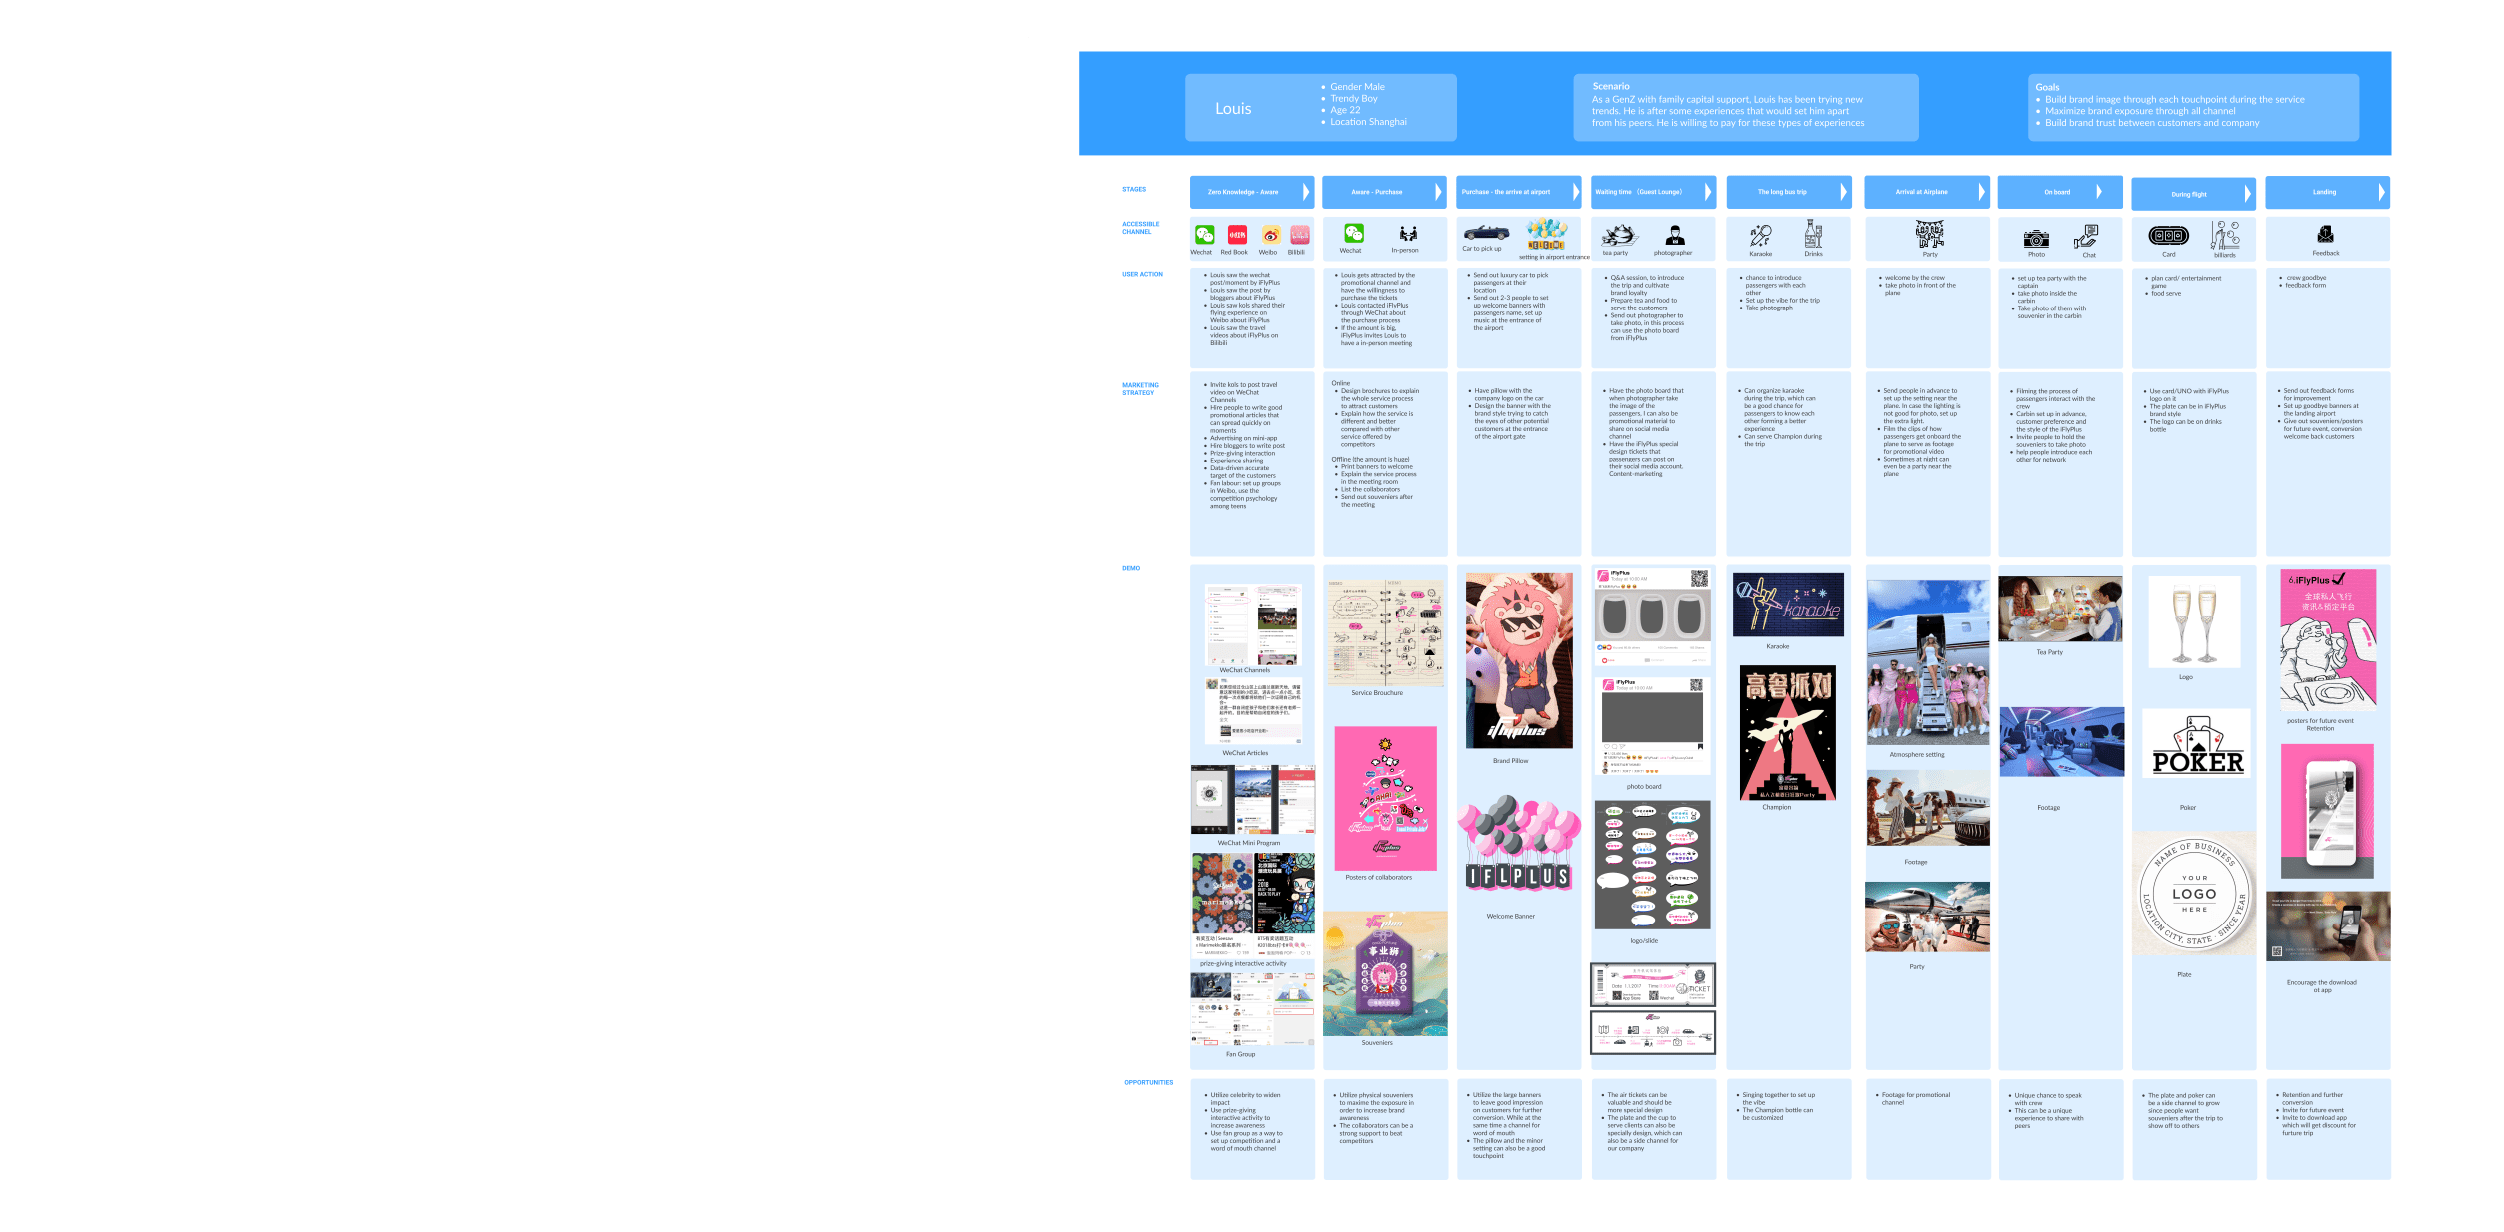 Louis
Gender Male
Trendy Boy
Age 22
Location Shanghai
Scenario
As a GenZ with family capital support, Louis has been trying new
trends. He is after some experiences that would set him apart
from his peers. He is willing to pay for these types of experiences
Goals
Build brand image through each touchpoint during the service
Maximize brand exposure through all channel
Build brand trust between customers and company
STAGES
Zero Knowledge - Aware
Aware - Purchase
Purchase - the arrive at airport
Waiting time （Guest Lounge）
The long bus trip
Arrival at Airplane
On board
During flight
Landing
ACCESSIBLE
CHANNEL
Wechat
Red Book
Weibo
Bilibili
Wechat
In-person
Car to pick up
WELCOME
setting in airport entrance
tea party
photographer
Karaoke
Drinks
Party
Photo
Chat
Card
billiards
Feedback
USER ACTION
Louis saw the wechat
post/moment by iFlyPlus
Louis saw the post by
bloggers about iFlyPlus
Louis saw kols shared their
flying experience on
Weibo about iFlyPlus
Louis saw the travel
videos about iFlyPlus on
Bilibili
Louis gets attracted by the
promotional channel and
have the willingness to
purchase the tickets
Louis contacted iFlyPlus
through WeChat about
the purchase process
If the amount is big,
iFlyPlus invites Louis to
have a in-person meeting
Send out luxury car to pick
passengers at their
location
Send out 2-3 people to set
up welcome banners with
passengers name, set up
music at the entrance of
the airport
Q&A session, to introduce
the trip and cultivate
brand loyalty
Prepare tea and food to
serve the customers
Send out photographer to
take photo, in this process
can use the photo board
from iFlyPlus
chance to introduce
passengers with each
other
Set up the vibe for the trip
Take photograph
welcome by the crew
take photo in front of the
plane
set up tea party with the
captain
take photo inside the
carbin
Take photo of them with
souvenier in the carbin
plan card/ entertainment
game
food serve
crew goodbye
feedback form
MARKETING
STRATEGY
Invite kols to post travel
video on WeChat
Channels
Hire people to write good
promotional articles that
can spread quickly on
moments
Advertising on mini-app
Hire bloggers to write post
Prize-giving interaction
Experience sharing
Data-driven accurate
target of the customers
Fan labour: set up groups
in Weibo, use the
competition psychology
among teens
Online
Design brochures to explain
the whole service process
to attract customers
Explain how the service is
different and better
compared with other
service offered by
competitors
Offline (the amount is huge)
Print banners to welcome
Explain the service process
in the meeting room
List the collaborators
Send out souveniers after
the meeting
Have pillow with the
company logo on the car
Design the banner with the
brand style trying to catch
the eyes of other potential
customers at the entrance
of the airport gate
Have the photo board that
when photographer take
the image of the
passengers, I can also be
promotional material to
share on social media
channel
Have the iFlyPlus special
design tickets that
passengers can post on
their social media account.
Content-marketing
Can organize karaoke
during the trip, which can
be a good chance for
passengers to know each
other forming a better
experience
Can serve Champion during
the trip
Send people in advance to
set up the setting near the
plane. In case the lighting is
not good for photo, set up
the extra light.
Film the clips of how
passengers get onboard the
plane to serve as footage
for promotional video
Sometimes at night can
even be a party near the
plane
Filming the process of
passengers interact with the
crew
Carbin set up in advance,
customer preference and
the style of the iFlyPlus
Invite people to hold the
souveniers to take photo
help people introduce each
other for network
Use card/UNO with iFlyPlus
logo on it
The plate can be in iFlyPlus
brand style
The logo can be on drinks
bottle
Send out feedback forms
for improvement
Set up goodbye banners at
the landing airport
Give out souveniers/posters
for future event, conversion
welcome back customers
DEMO
WeChat Channels
WeChat Articles
WeChat Mini Program
marimekko
2018
BACK TO PLAY
prize-giving interactive activity
Fan Group
Service Brouchure
iflyplus
Posters of collaborators
事业狮
Souveniers
iflyplus
Brand Pillow
IFLPLUS
Welcome Banner
iFlyPlus
Today at 10:00 AM
iFlyPlus
Today at 10:00 AM
photo board
logo/slide
Date 1.1.2017
App Store
Wechat
TICKET
karaoke
Karaoke
高奢派对
Champion
Atmosphere setting
Footage
Party
Tea Party
Footage
Logo
POKER
Poker
NAME OF BUSINESS
YOUR
LOGO
HERE
LOCATION CITY, STATE · SINCE YEAR
Plate
iFlyPlus
全球私人飞行
资讯&预定平台
posters for future event
Retention
Encourage the download
ot app
OPPORTUNITIES
Utilize celebrity to widen
impact
Use prize-giving
interactive activity to
increase awareness
Use fan group as a way to
set up competition and a
word of mouth channel
Utilize physical souveniers
to maxime the exposure in
order to increase brand
awareness
The collaborators can be a
strong support to beat
competitors
Utilize the large banners
to leave good impression
on customers for further
conversion. While at the
same time a channel for
word of mouth
The pillow and the minor
setting can also be a good
touchpoint
The air tickets can be
valuable and should be
more special design
The plate and the cup to
serve clients can also be
specially design, which can
also be a side channel for
our company
Singing together to set up
the vibe
The Champion bottle can
be customized
Footage for promotional
channel
Unique chance to speak
with crew
This can be a unique
experience to share with
peers
The plate and poker can
be a side channel to grow
since people want
souveniers after the trip to
show off to others
Retention and further
conversion
Invite for future event
Invite to download app
which will get discount for
furture trip